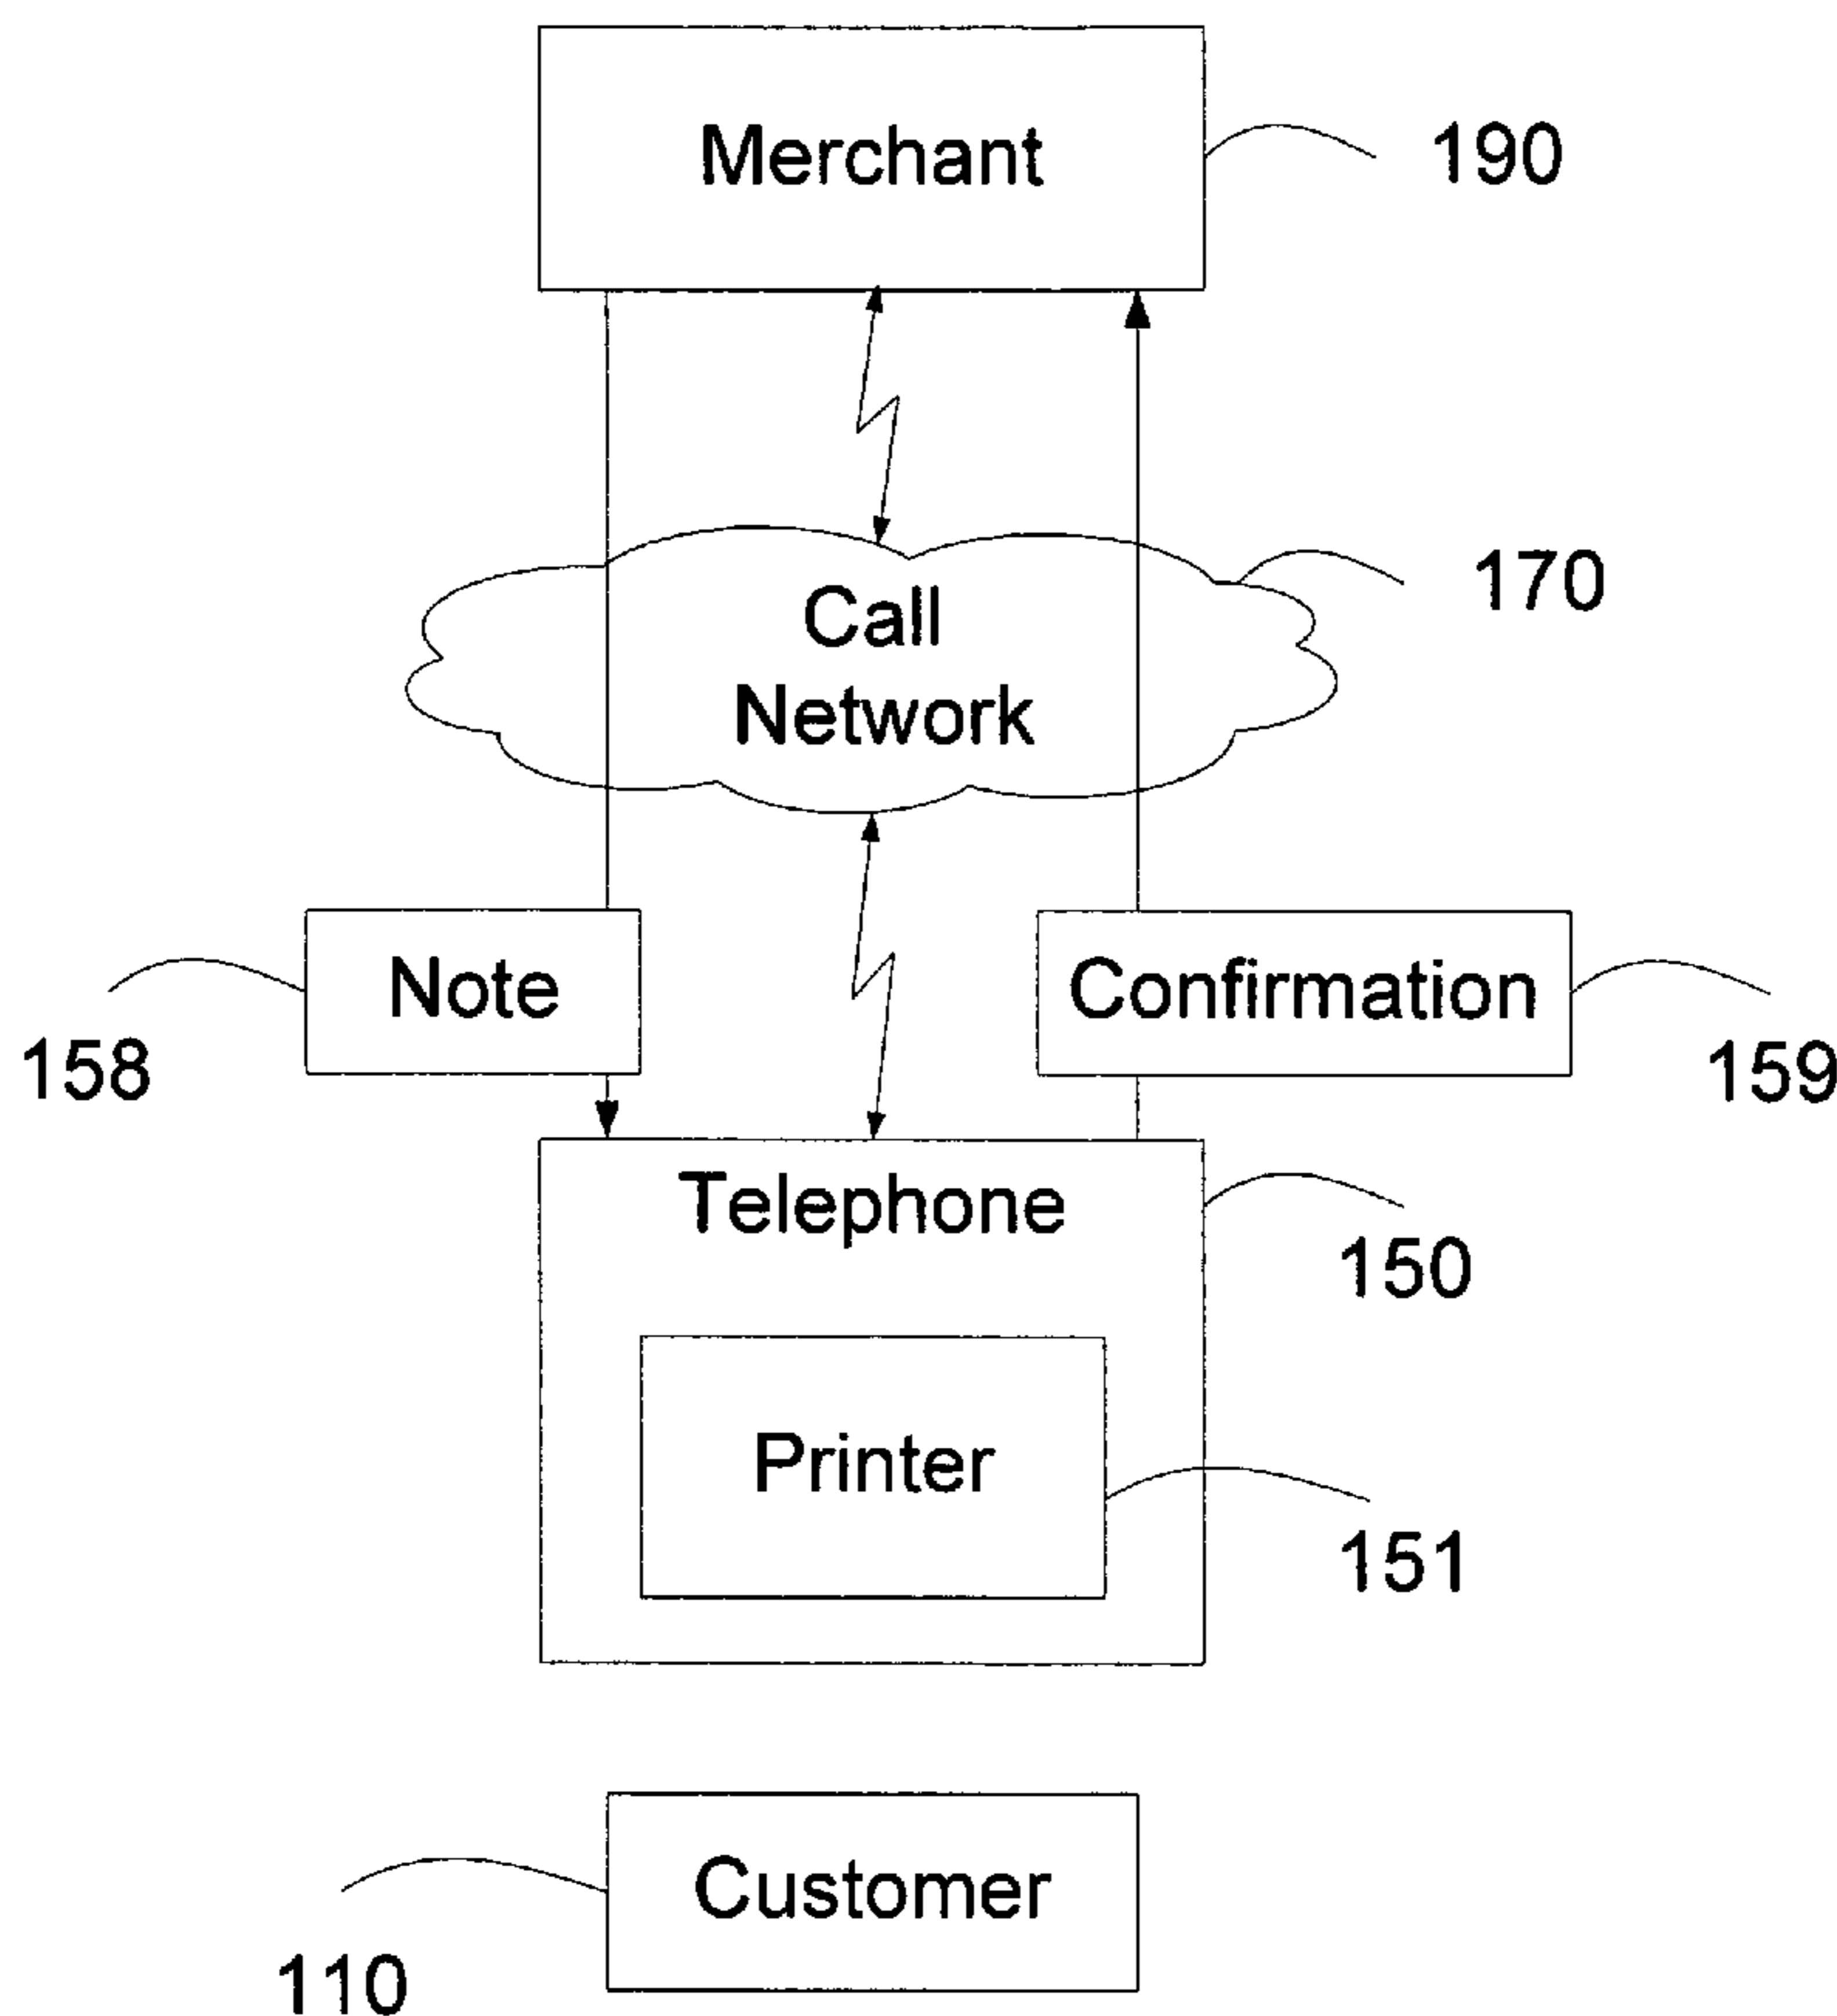 Merchant
190
Call
Network
170
Note
158
Confirmation
159
Telephone
150
Printer
151
Customer
110